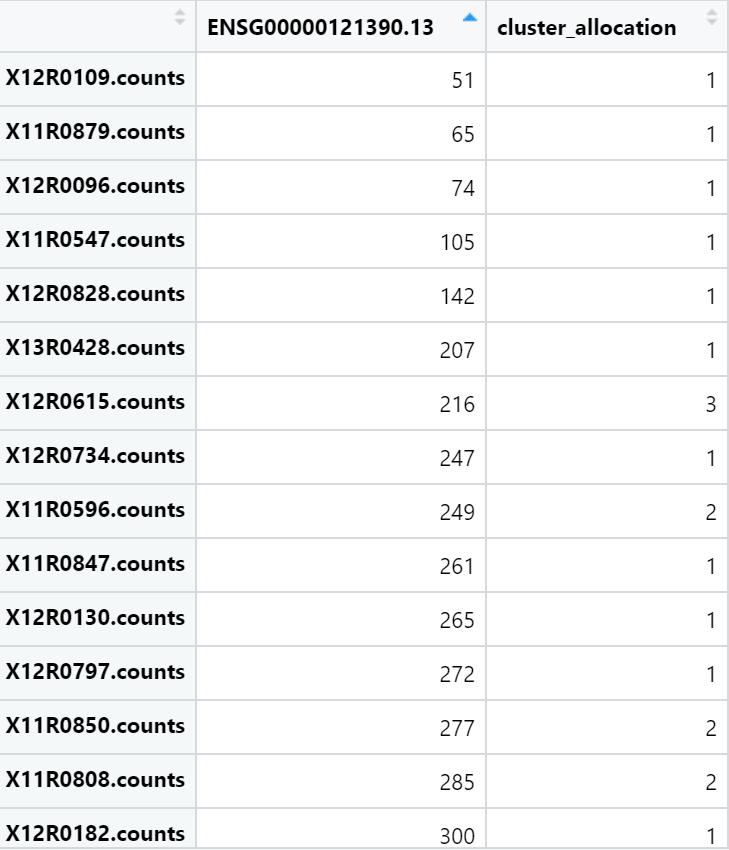 ENSG00000121390.13 cluster_allocation
X12R0109.counts 51 1
X11R0879.counts 65 1
X12R0096.counts 74 1
X11R0547.counts 105 1
X12R0828.counts 142 1
X13R0428.counts 207 1
X12R0615.counts 216 3
X12R0734.counts 247 1
X11R0596.counts 249 2
X11R0847.counts 261 1
X12R0130.counts 265 1
X12R0797.counts 272 1
X11R0850.counts 277 2
X11R0808.counts 285 2
X12R0182.counts 300 1